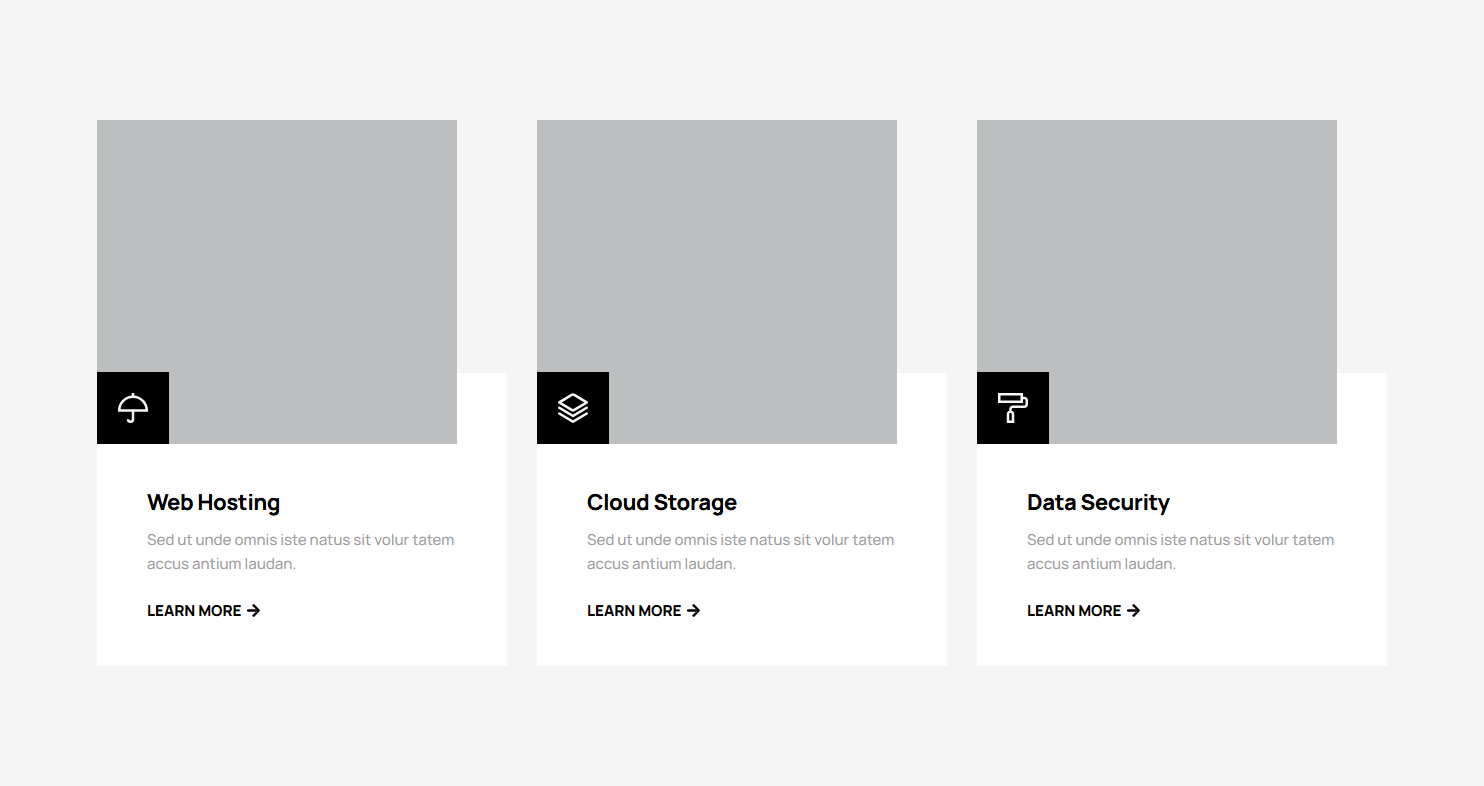 Web Hosting
Sed ut unde omnis iste natus sit volur tatem
accus antium laudan.
LEARN MORE
Cloud Storage
Sed ut unde omnis iste natus sit volur tatem
accus antium laudan.
LEARN MORE
Data Security
Sed ut unde omnis iste natus sit volur tatem
accus antium laudan.
LEARN MORE